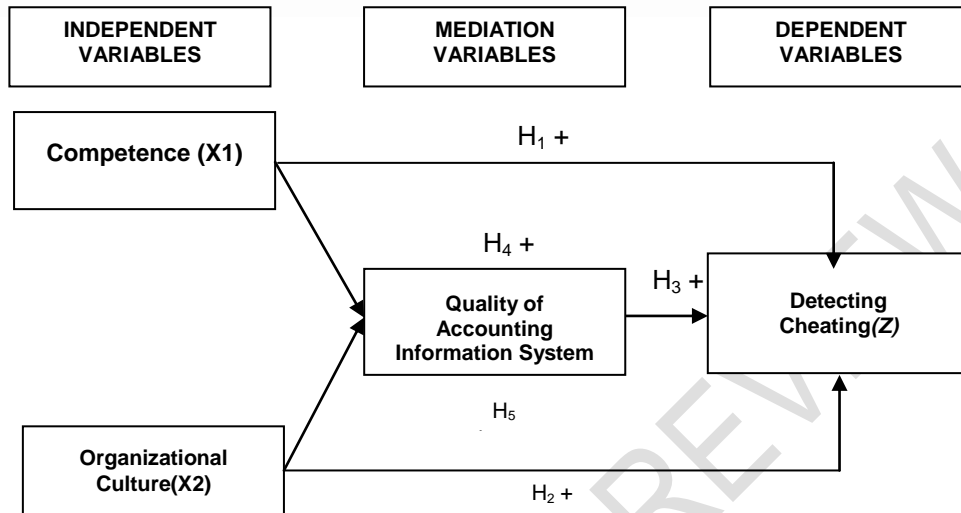 INDEPENDENT
VARIABLES
MEDIATION
VARIABLES
DEPENDENT
VARIABLES
Competence (X1)
H1 +
H4 +
H3 +
Quality of
Accounting
Information System
Detecting
Cheating(Z)
H5
Organizational
Culture(X2)
H2 +
REVIEW